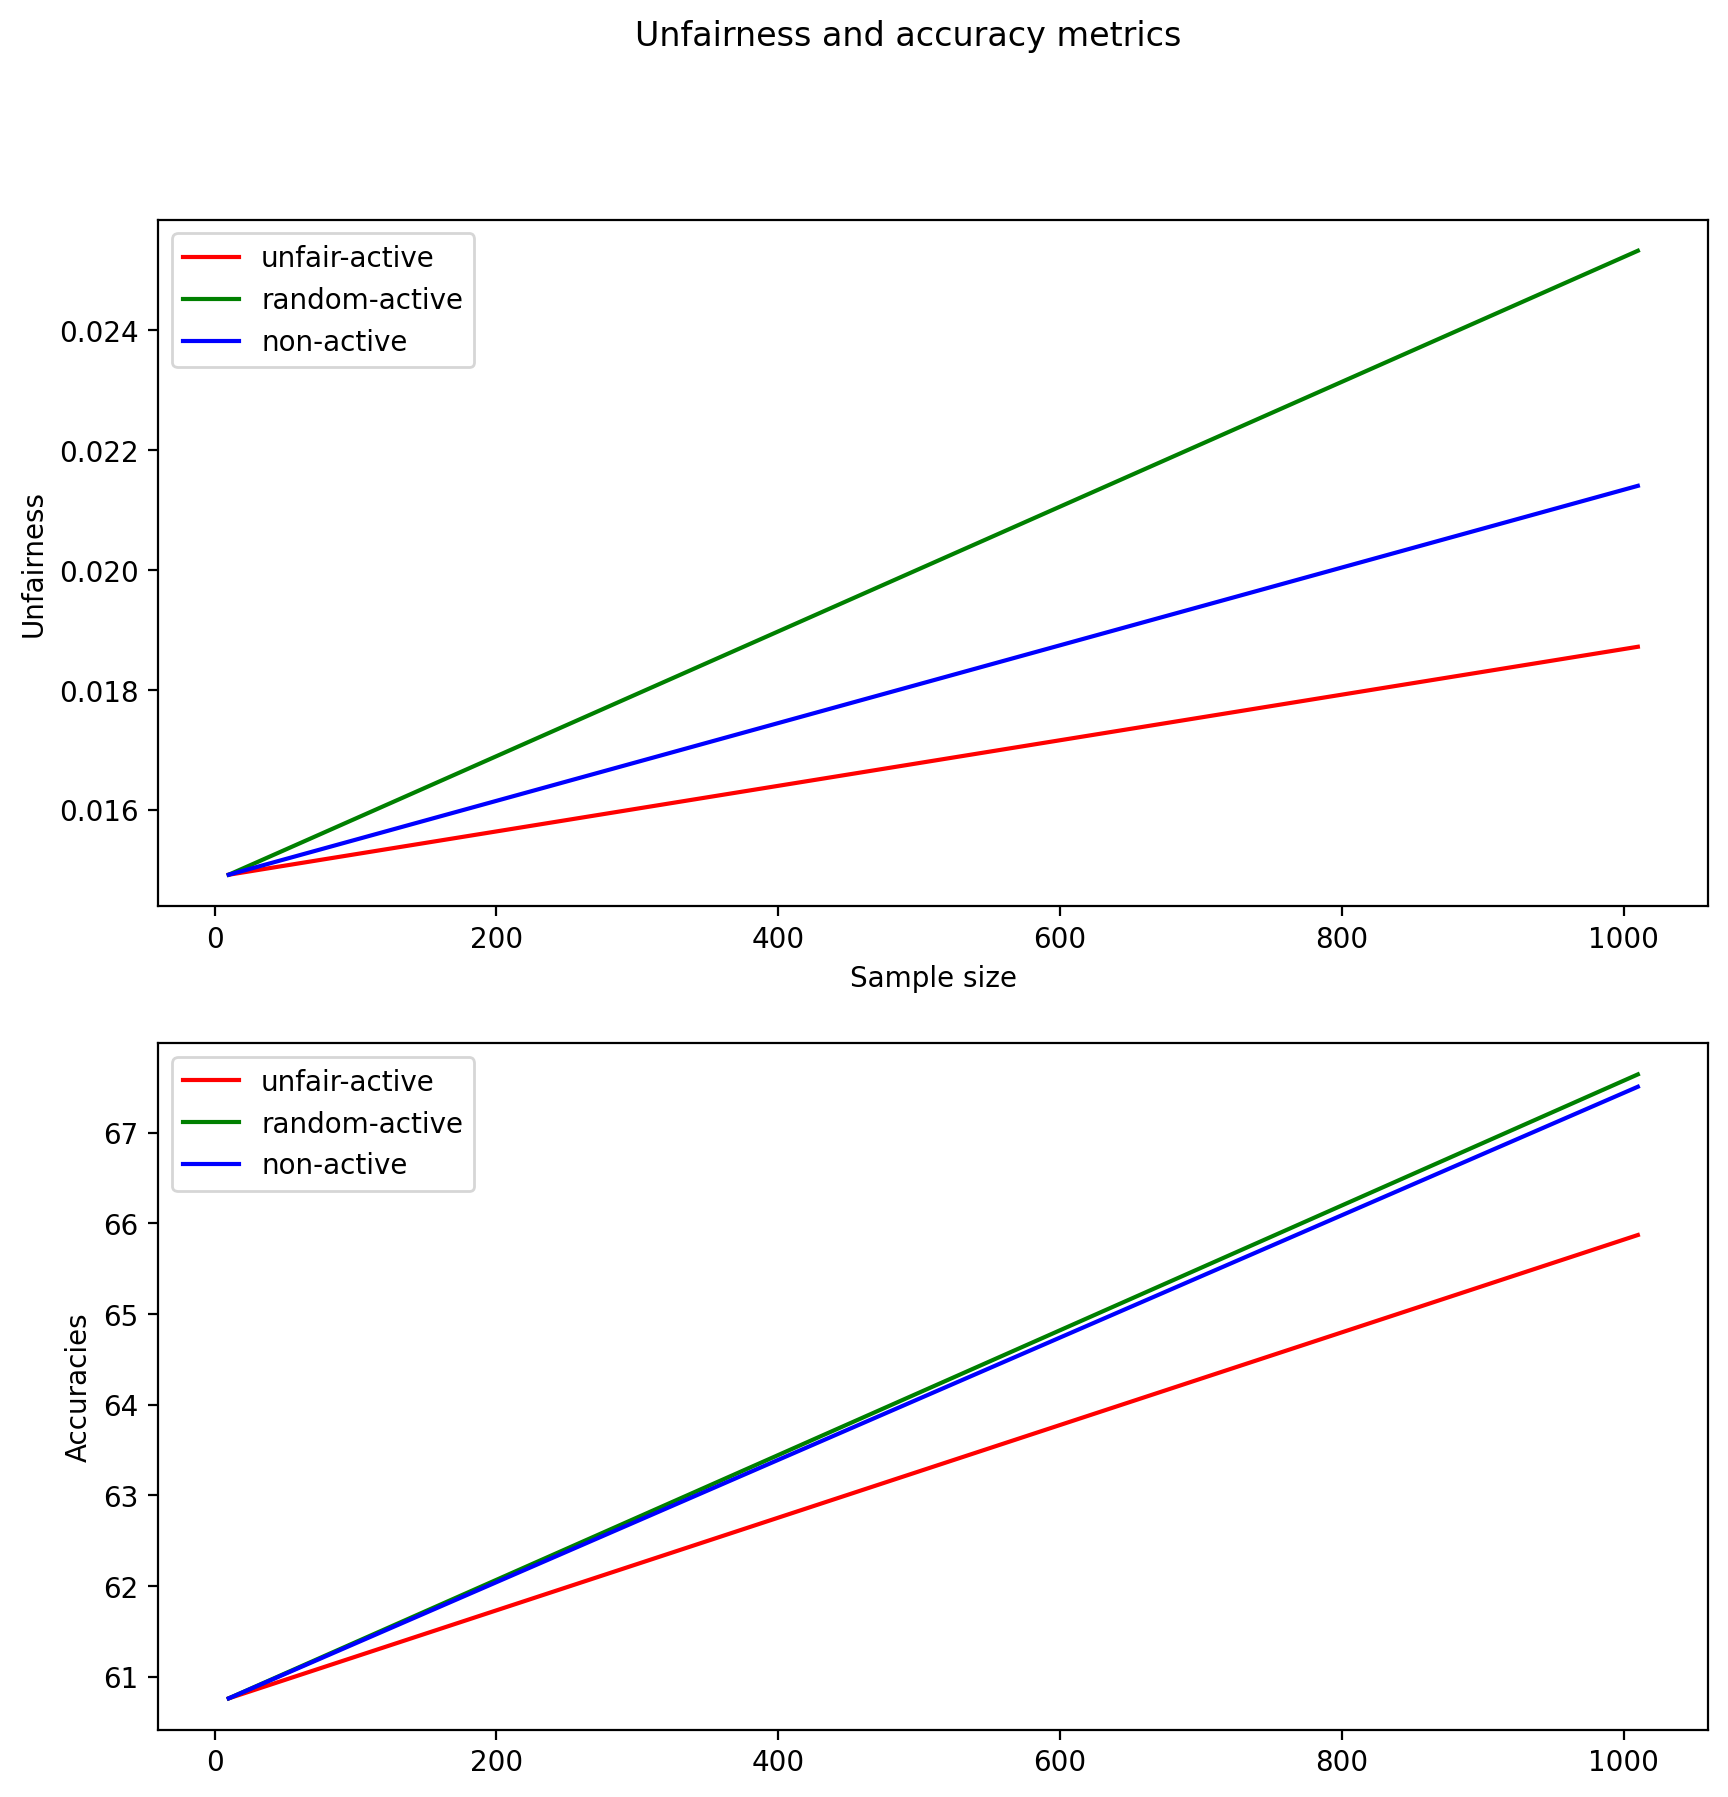 Unfairness and accuracy metrics
unfair-active
random-active
non-active
0.024
0.022
0.020
0.018
0.016
Unfairness
0 200 400 600 800 1000
Sample size
unfair-active
random-active
non-active
67
66
65
64
63
62
61
Accuracies
0 200 400 600 800 1000